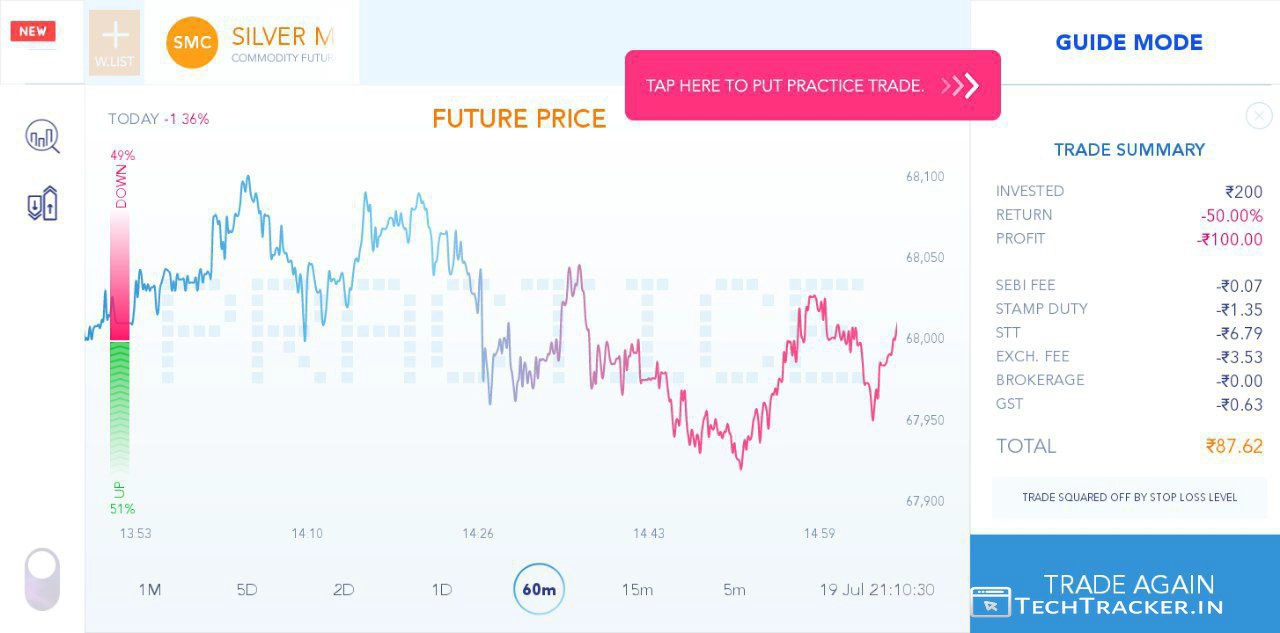 NEW
W.LIST
SMC
SILVER M
COMMODITY FUTUR
TAP HERE TO PUT PRACTICE TRADE.
GUIDE MODE
TODAY -1 36%
FUTURE PRICE
49%
DOWN
UP
51%
PRACTICE
68,100
68,050
68,000
67,950
67,900
13:53 14:10 14:26 14:43 14:59
1M 5D 2D 1D 60m 15m 5m 19 Jul 21:10:30
TRADE SUMMARY
INVESTED ₹200
RETURN -50.00%
PROFIT -₹100.00
SEBI FEE -₹0.07
STAMP DUTY -₹1.35
STT -₹6.79
EXCH. FEE -₹3.53
BROKERAGE -₹0.00
GST -₹0.63
TOTAL ₹87.62
TRADE SQUARED OFF BY STOP LOSS LEVEL
TRADE AGAIN
TECHTRACKER.IN